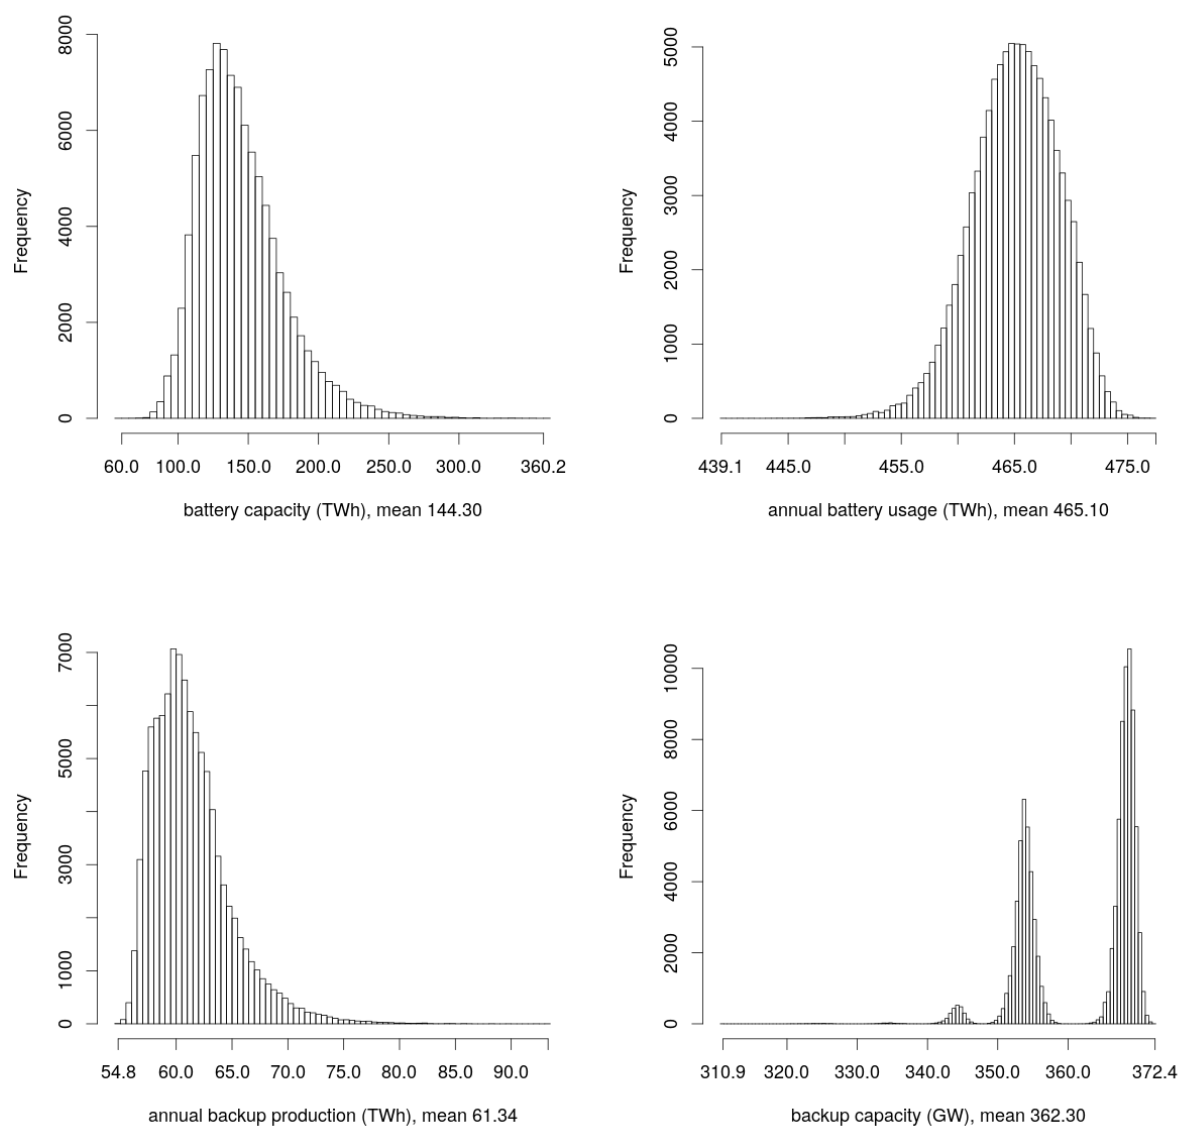 Frequency
8000
6000
4000
2000
0
60.0 100.0 150.0 200.0 250.0 300.0 360.2
battery capacity (TWh), mean 144.30
Frequency
5000
4000
3000
2000
1000
0
439.1 445.0 455.0 465.0 475.0
annual battery usage (TWh), mean 465.10
Frequency
7000
5000
3000
1000
0
54.8 60.0 65.0 70.0 75.0 80.0 85.0 90.0
annual backup production (TWh), mean 61.34
Frequency
10000
8000
6000
4000
2000
0
310.9 320.0 330.0 340.0 350.0 360.0 372.4
backup capacity (GW), mean 362.30